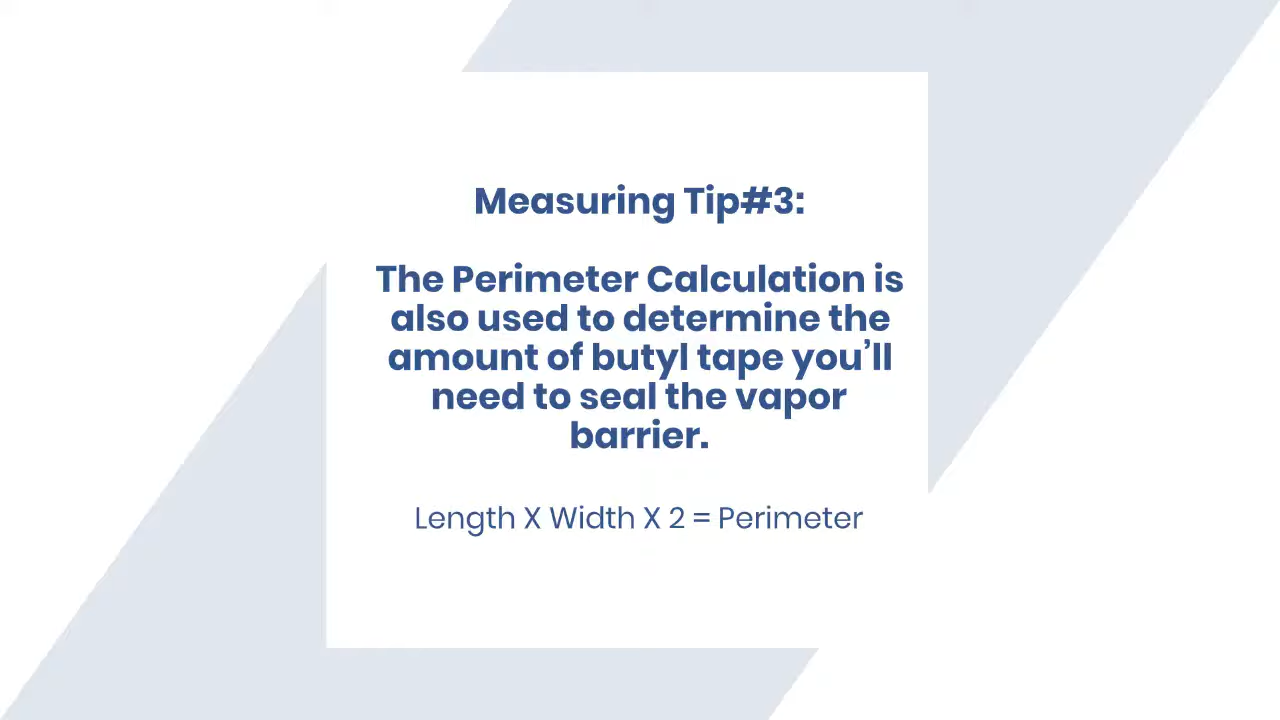 Measuring Tip#3:
The Perimeter Calculation is
also used to determine the
amount of butyl tape you’ll
need to seal the vapor
barrier.
Length X Width X 2 = Perimeter